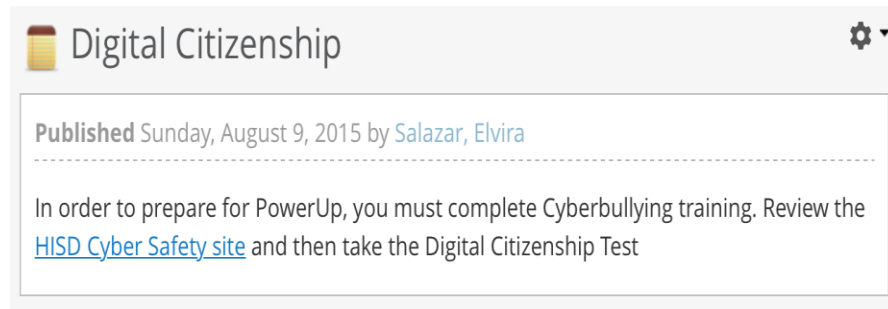 Digital Citizenship
Published Sunday, August 9, 2015 by Salazar, Elvira
In order to prepare for PowerUp, you must complete Cyberbullying training. Review the
HISD Cyber Safety site and then take the Digital Citizenship Test